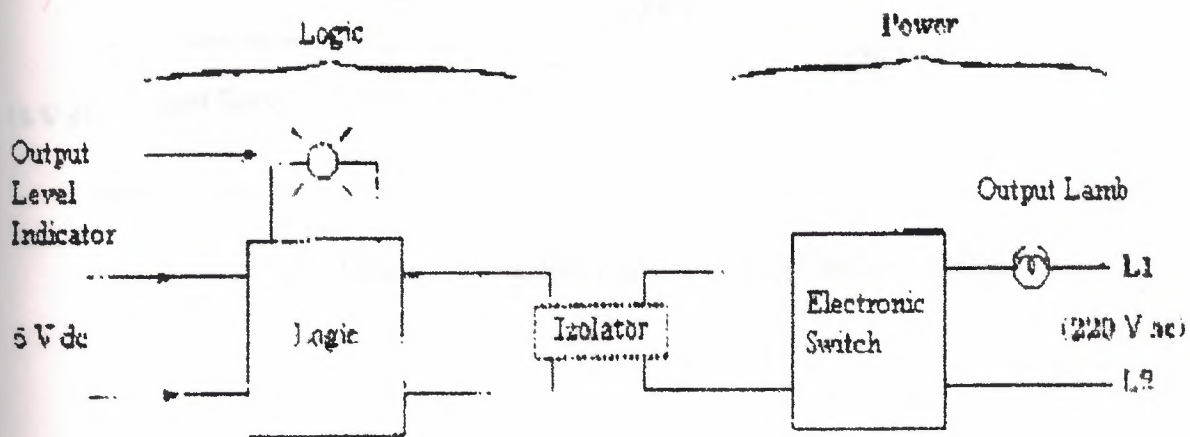 Logic
Power
Output
Level
Indicator
Output Lamb
Logic
Izolator
Electronic
Switch
L1
5 V dc
(220 V ac)
L2